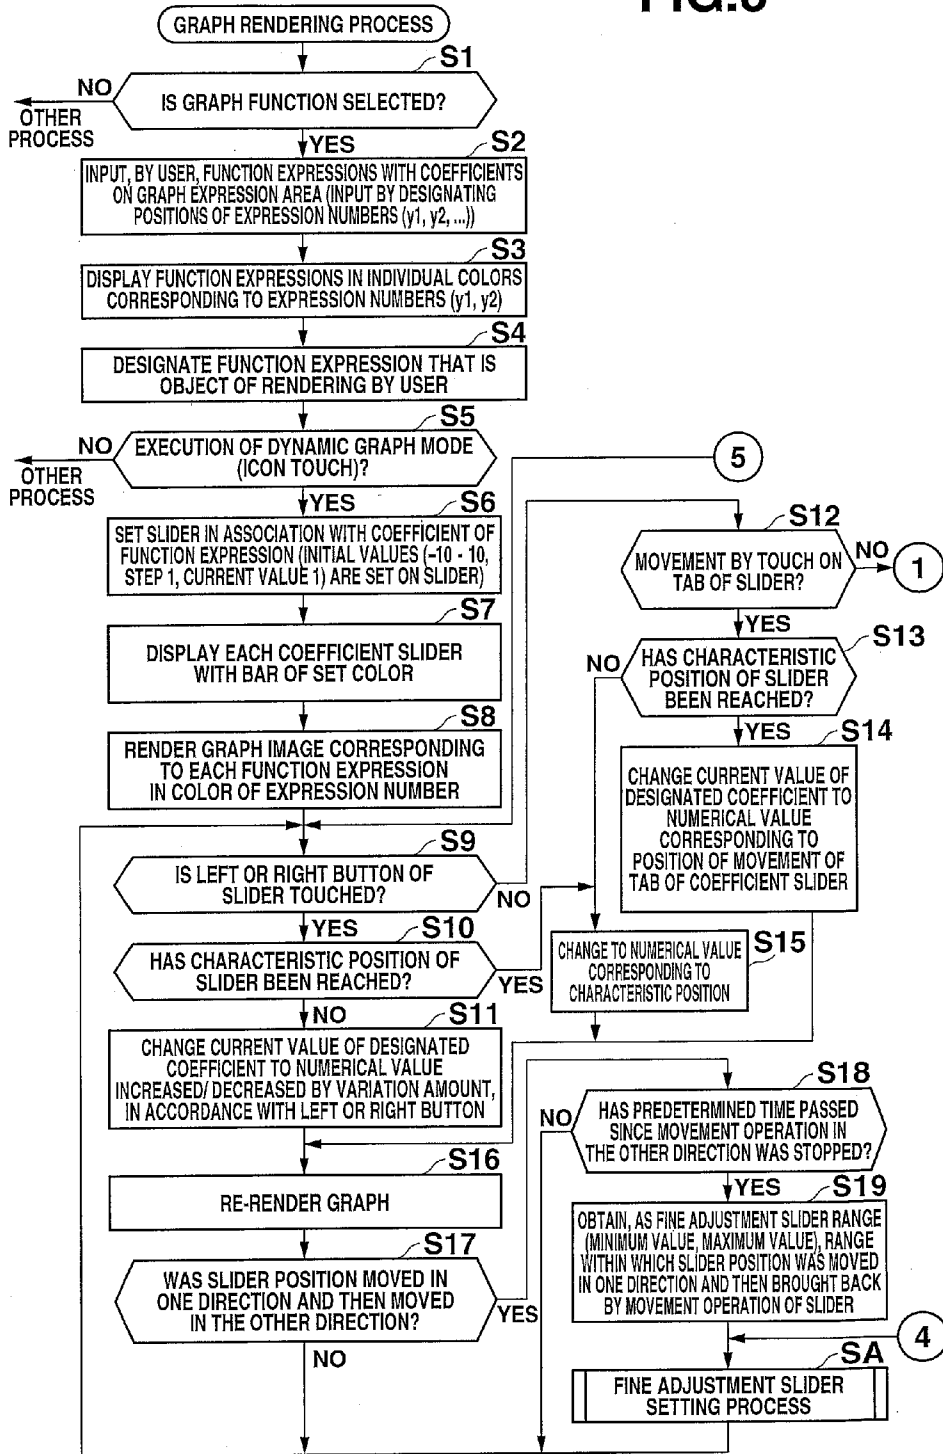 GRAPH RENDERING PROCESS
S1
NO
IS GRAPH FUNCTION SELECTED?
OTHER
PROCESS
YES
S2
INPUT, BY USER, FUNCTION EXPRESSIONS WITH COEFFICIENTS
ON GRAPH EXPRESSION AREA (INPUT BY DESIGNATING
POSITIONS OF EXPRESSION NUMBERS (y1, y2, ...))
S3
DISPLAY FUNCTION EXPRESSIONS IN INDIVIDUAL COLORS
CORRESPONDING TO EXPRESSION NUMBERS (y1, y2)
S4
DESIGNATE FUNCTION EXPRESSION THAT IS
OBJECT OF RENDERING BY USER
S5
NO
EXECUTION OF DYNAMIC GRAPH MODE
(ICON TOUCH)?
OTHER
PROCESS
YES
S6
SET SLIDER IN ASSOCIATION WITH COEFFICIENT OF
FUNCTION EXPRESSION (INITIAL VALUES (–10 - 10,
STEP 1, CURRENT VALUE 1) ARE SET ON SLIDER)
S7
DISPLAY EACH COEFFICIENT SLIDER
WITH BAR OF SET COLOR
S8
RENDER GRAPH IMAGE CORRESPONDING
TO EACH FUNCTION EXPRESSION
IN COLOR OF EXPRESSION NUMBER
S9
IS LEFT OR RIGHT BUTTON OF
SLIDER TOUCHED?
NO
YES
S10
HAS CHARACTERISTIC POSITION OF
SLIDER BEEN REACHED?
YES
NO
S11
CHANGE CURRENT VALUE OF DESIGNATED
COEFFICIENT TO NUMERICAL VALUE
INCREASED/ DECREASED BY VARIATION AMOUNT,
IN ACCORDANCE WITH LEFT OR RIGHT BUTTON
S16
RE-RENDER GRAPH
S17
WAS SLIDER POSITION MOVED IN
ONE DIRECTION AND THEN MOVED
IN THE OTHER DIRECTION?
YES
NO
5
S12
MOVEMENT BY TOUCH ON
TAB OF SLIDER?
NO
1
YES
S13
NO
HAS CHARACTERISTIC
POSITION OF SLIDER
BEEN REACHED?
YES
S14
CHANGE CURRENT VALUE OF
DESIGNATED COEFFICIENT TO
NUMERICAL VALUE
CORRESPONDING TO
POSITION OF MOVEMENT OF
TAB OF COEFFICIENT SLIDER
S15
CHANGE TO NUMERICAL VALUE
CORRESPONDING TO
CHARACTERISTIC POSITION
S18
NO
HAS PREDETERMINED TIME PASSED
SINCE MOVEMENT OPERATION IN
THE OTHER DIRECTION WAS STOPPED?
YES
S19
OBTAIN, AS FINE ADJUSTMENT SLIDER RANGE
(MINIMUM VALUE, MAXIMUM VALUE), RANGE
WITHIN WHICH SLIDER POSITION WAS MOVED
IN ONE DIRECTION AND THEN BROUGHT BACK
BY MOVEMENT OPERATION OF SLIDER
4
SA
FINE ADJUSTMENT SLIDER
SETTING PROCESS